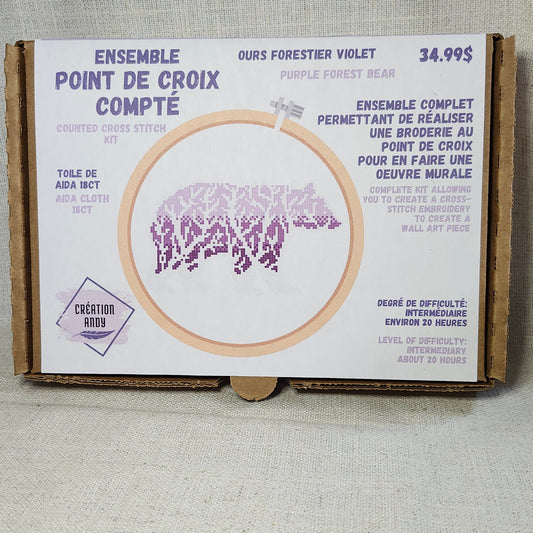 ENSEMBLE
POINT DE CROIX
COMPTÉ
COUNTED CROSS STITCH
KIT
OURS FORESTIER VIOLET
PURPLE FOREST BEAR
34.99$
TOILE DE
AIDA 18CT
AIDA CLOTH
18CT
ENSEMBLE COMPLET
PERMETTANT DE RÉALISER
UNE BRODERIE AU
POINT DE CROIX
POUR EN FAIRE UNE
OEUVRE MURALE
COMPLETE KIT ALLOWING
YOU TO CREATE A CROSS-
STITCH EMBROIDERY
TO CREATE A
WALL ART PIECE
CRÉATION
ANDY
DEGRÉ DE DIFFICULTÉ:
INTERMÉDIAIRE
ENVIRON 20 HEURES
LEVEL OF DIFFICULTY:
INTERMEDIARY
ABOUT 20 HOURS